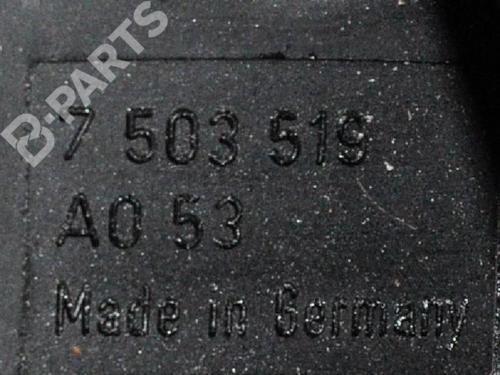 B-PARTS
7 503 519
A0 53
Made in Germany